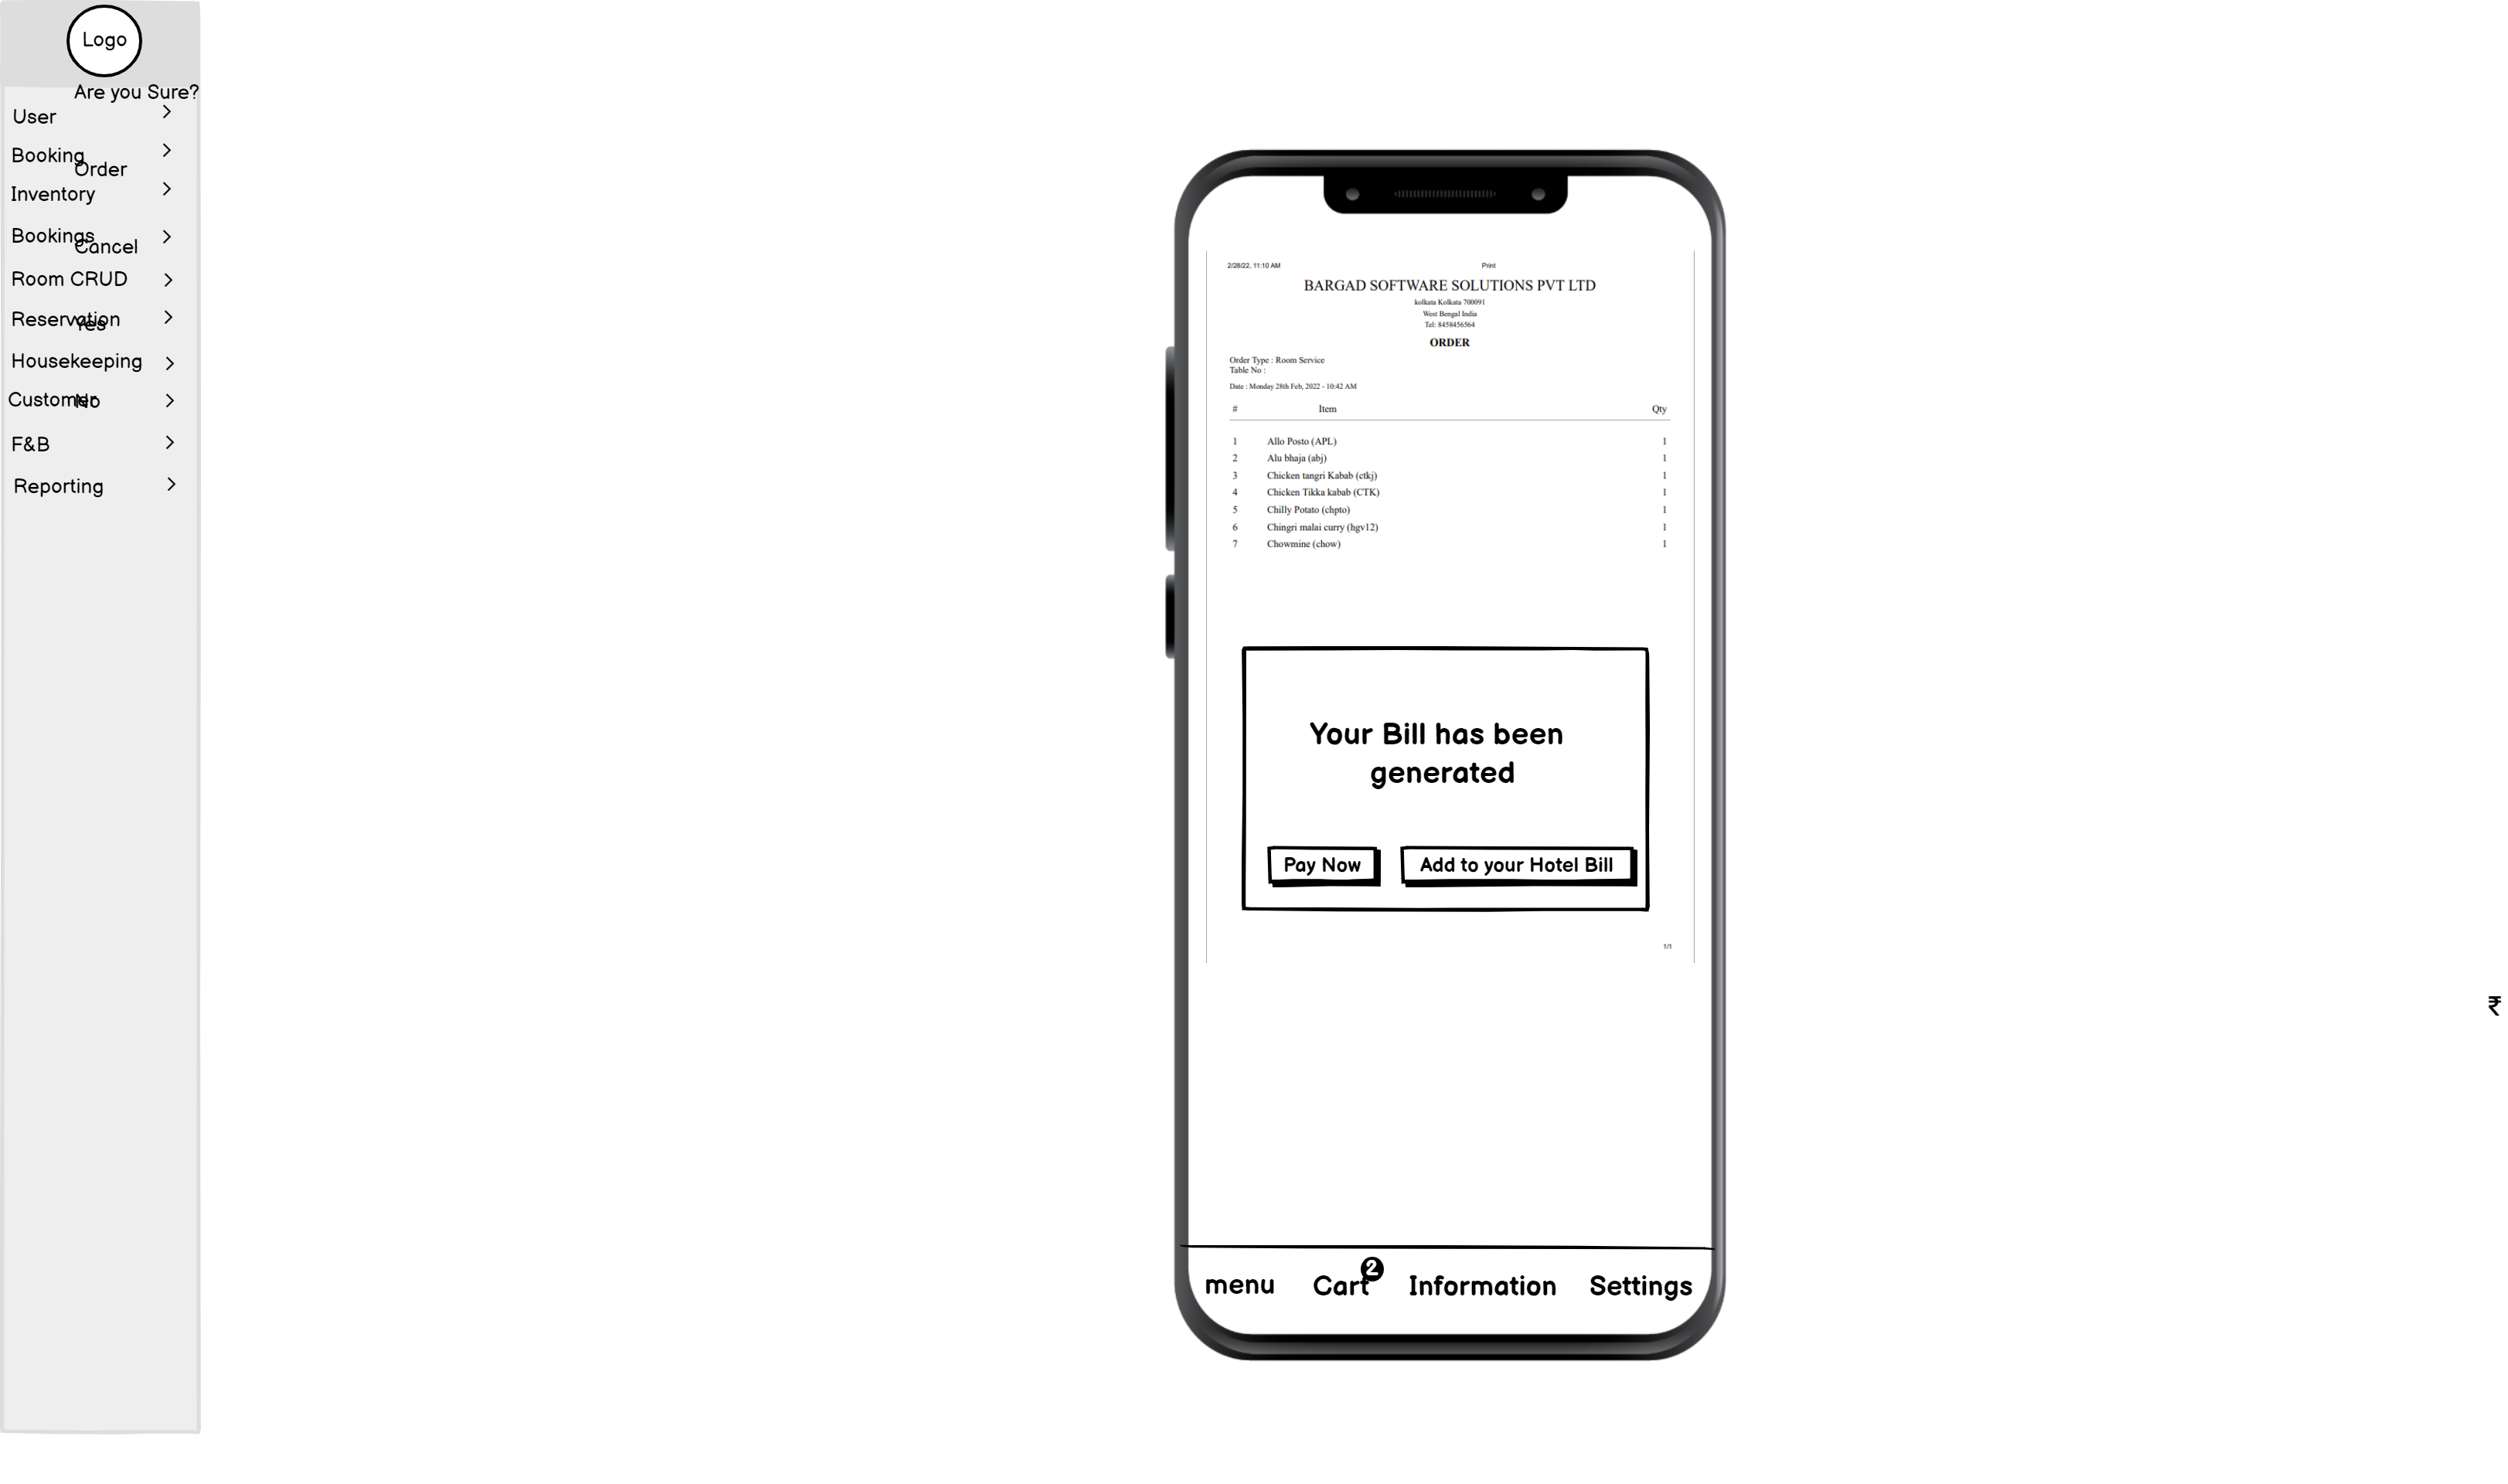 Logo
Are you Sure?
User
Booking
Order
Inventory
Bookings
Cancel
Room CRUD
Reservation
Yes
Housekeeping
Customer
No
F&B
Reporting
2/28/22, 11:10 AM Print
BARGAD SOFTWARE SOLUTIONS PVT LTD
kolkata Kolkata 700091
West Bengal India
Tel: 8458456564
ORDER
Order Type : Room Service
Table No :
Date : Monday 28th Feb, 2022 - 10:42 AM
# Item Qty
1 Allo Posto (APL) 1
2 Alu bhaja (abj) 1
3 Chicken tangri Kabab (ctkj) 1
4 Chicken Tikka kabab (CTK) 1
5 Chilly Potato (chpto) 1
6 Chingri malai curry (hgv12) 1
7 Chowmine (chow) 1
Your Bill has been
generated
Pay Now Add to your Hotel Bill
1/1
₹
2
menu Cart Information Settings